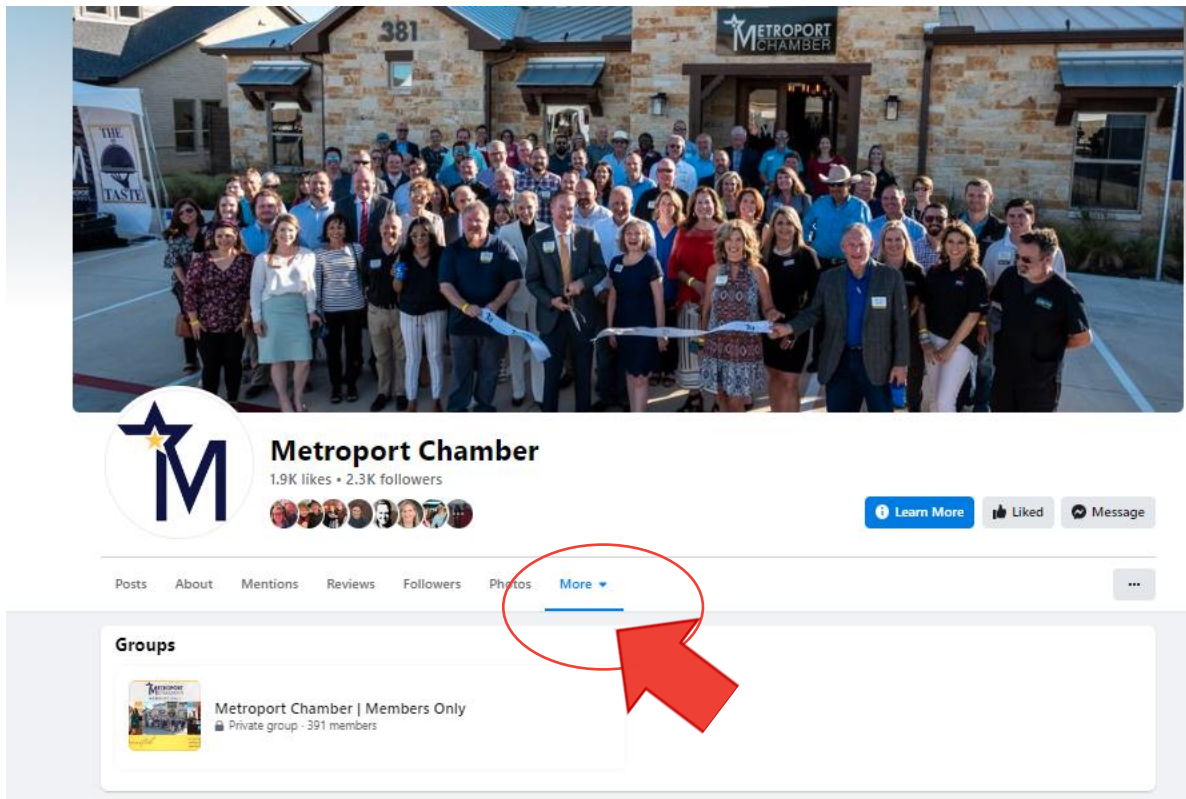 381
METROPORT
CHAMBER
THE
TASTE
M
Metroport Chamber
1.9K likes • 2.3K followers
Learn More
Liked
Message
Posts
About
Mentions
Reviews
Followers
Photos
More
Groups
METROPORT
Metroport Chamber | Members Only
Private group · 391 members